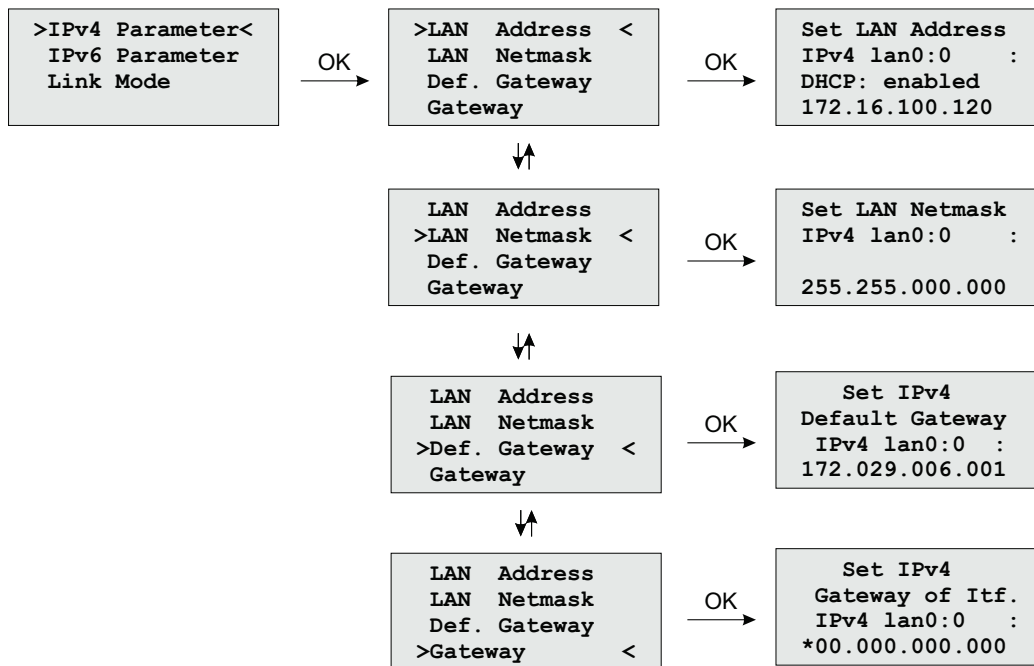 >IPv4 Parameter<
IPv6 Parameter
Link Mode
OK
>LAN Address <
LAN Netmask
Def. Gateway
Gateway
OK
Set LAN Address
IPv4 lan0:0 :
DHCP: enabled
172.16.100.120
LAN Address
>LAN Netmask <
Def. Gateway
Gateway
OK
Set LAN Netmask
IPv4 lan0:0 :
255.255.000.000
LAN Address
LAN Netmask
>Def. Gateway <
Gateway
OK
Set IPv4
Default Gateway
IPv4 lan0:0 :
172.029.006.001
LAN Address
LAN Netmask
Def. Gateway
>Gateway <
OK
Set IPv4
Gateway of Itf.
IPv4 lan0:0 :
*00.000.000.000